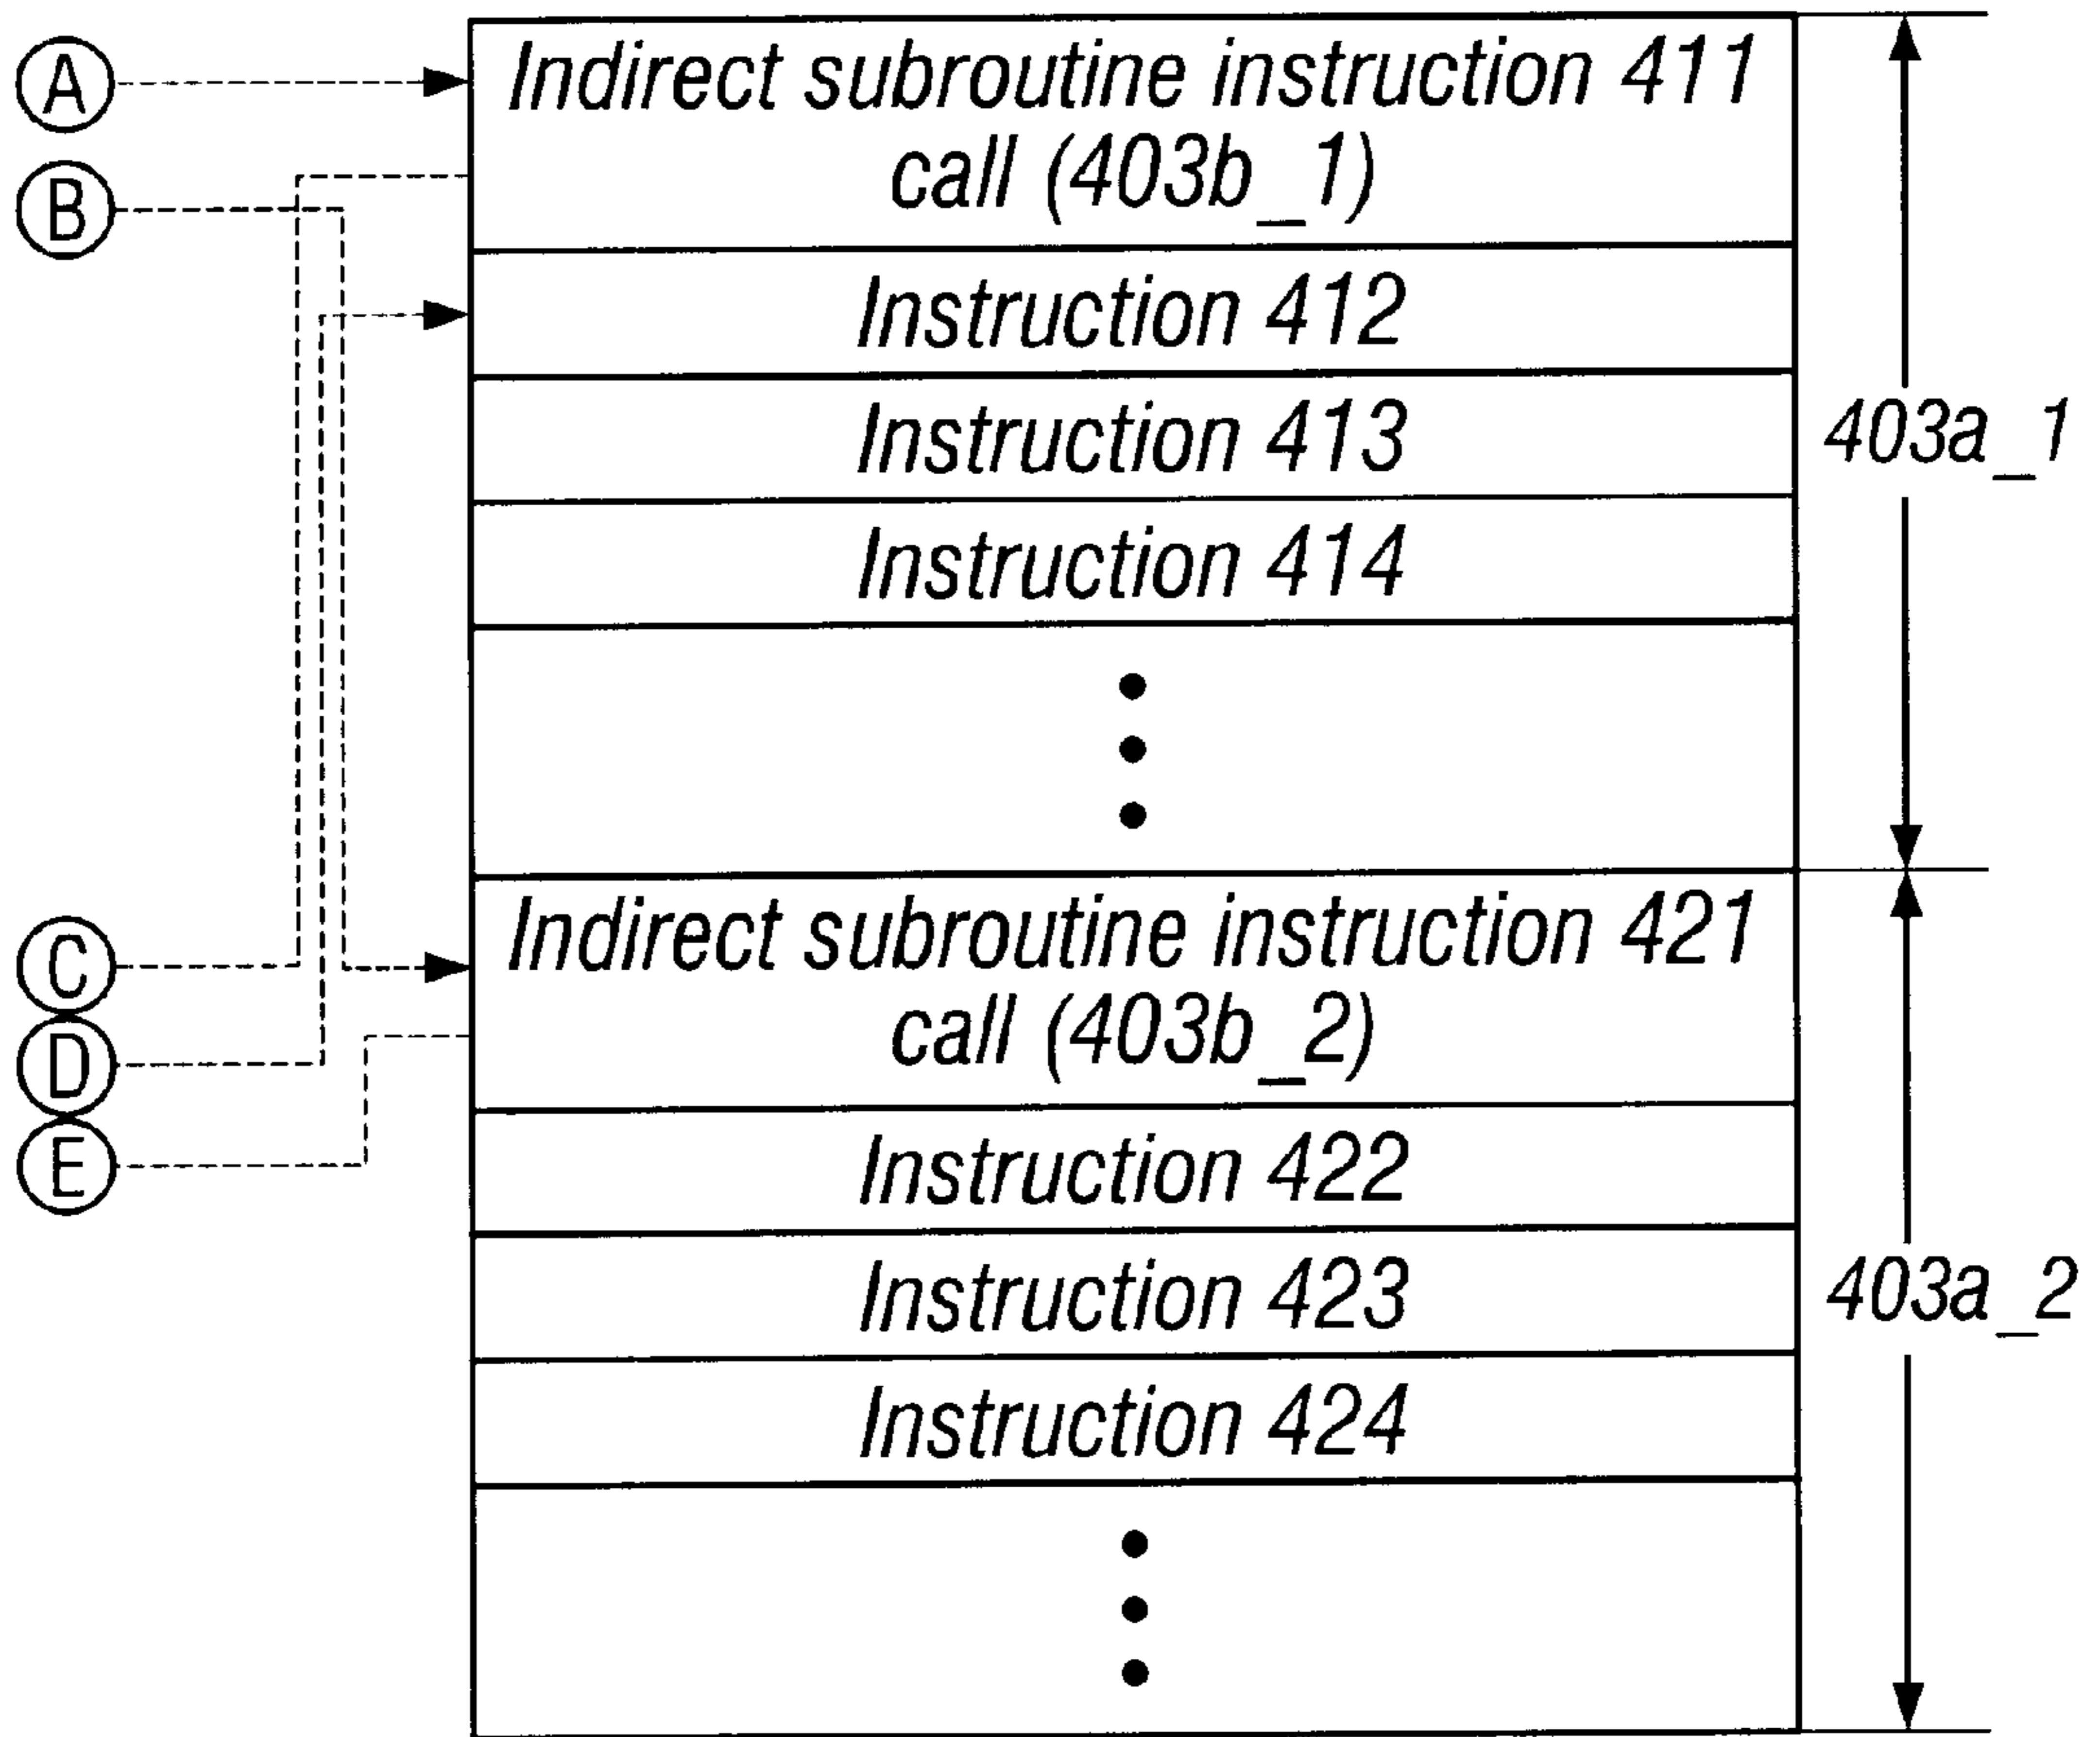 A
Indirect subroutine instruction 411
call (403b_1)
B
Instruction 412
Instruction 413
403a_1
Instruction 414
Indirect subroutine instruction 421
C
call (403b_2)
D
E
Instruction 422
Instruction 423
403a_2
Instruction 424